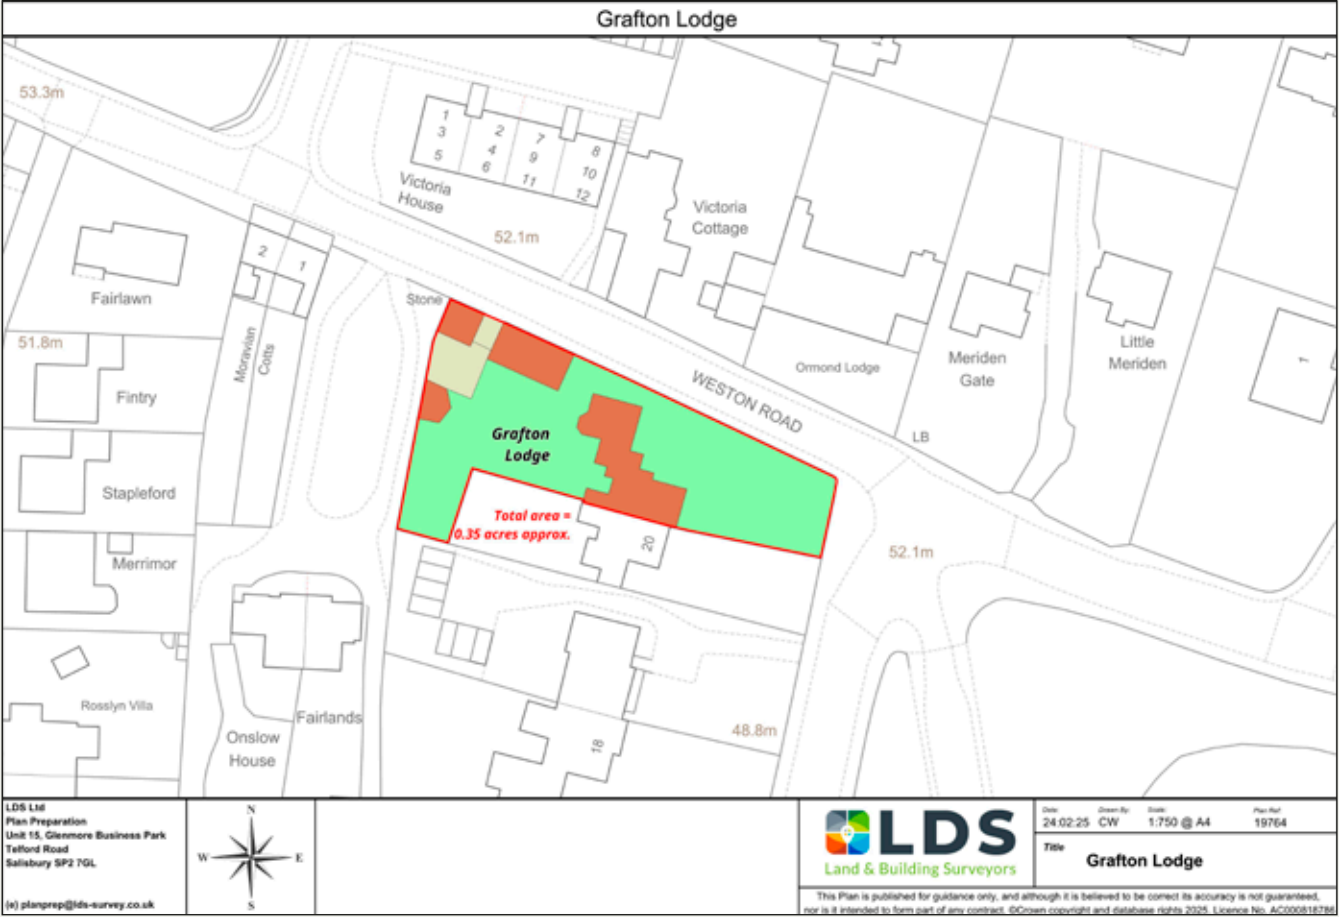 Grafton Lodge
53.3m
1
3
5
2
4
6
7
9
11
8
10
12
Victoria
House
52.1m
Victoria
Cottage
Fairlawn
2
1
Stone
51.8m
Moravian
Cotts
Fintry
Stapleford
Merrimor
WESTON ROAD
Ormond Lodge
Meriden
Gate
Little
Meriden
1
LB
Grafton
Lodge
Total area =
0.35 acres approx.
20
52.1m
Rosslyn Villa
Onslow
House
Fairlands
18
48.8m
LDS Ltd
Plan Preparation
Unit 15, Glenmore Business Park
Telford Road
Salisbury SP2 7GL
(e) planprep@lds-survey.co.uk
N
W
E
S
LDS
Land & Building Surveyors
Date:
Drawn By:
Scale:
Plan Ref:
24:02:25 CW 1:750 @ A4 19764
Title
Grafton Lodge
This Plan is published for guidance only, and although it is believed to be correct its accuracy is not guaranteed,
nor is it intended to form part of any contract. ©Crown copyright and database rights 2025. Licence No. AC000818786